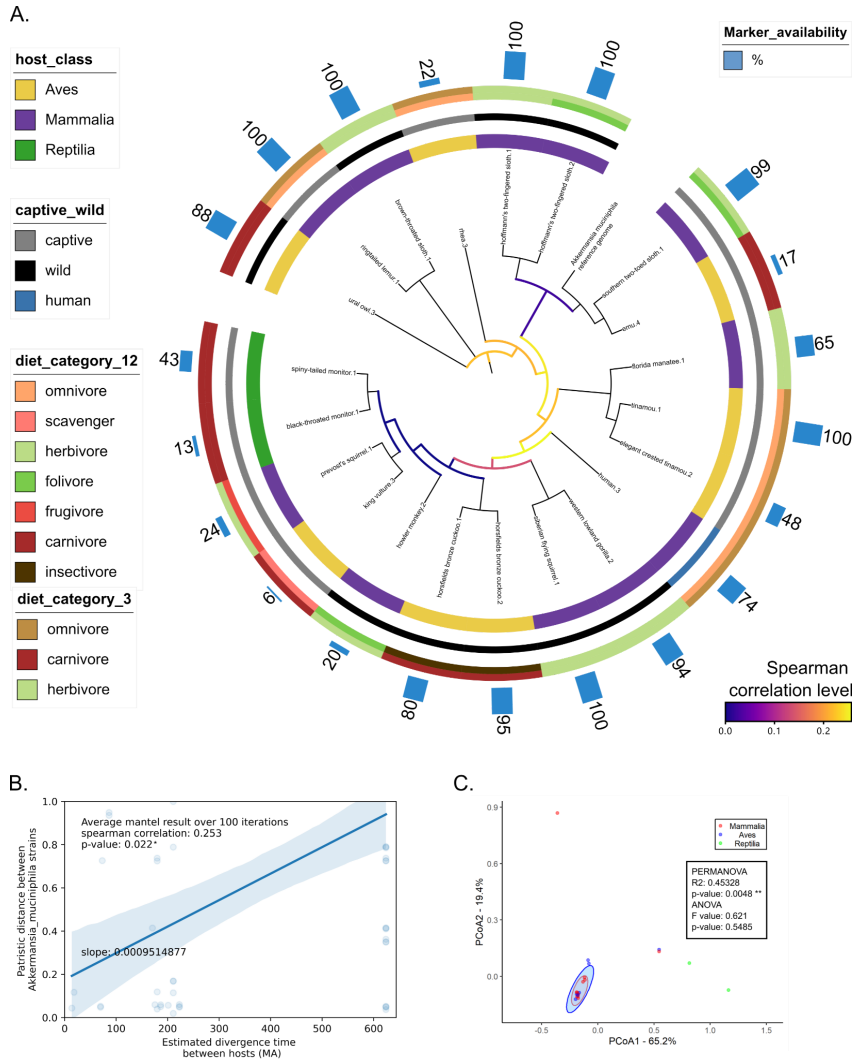 A.
host_class
Aves
Mammalia
Reptilia
captive_wild
captive
wild
human
diet_category_12
omnivore
scavenger
herbivore
folivore
frugivore
carnivore
insectivore
diet_category_3
omnivore
carnivore
herbivore
Marker_availability
%
88
100
100
22
100
100
99
17
65
100
48
74
94
100
95
80
20
6
24
13
43
ural owl.3
ringtailed lemur.1
brown-throated sloth.1
rhea.3
hoffmann's two-fingered sloth.1
hoffmann's two-fingered sloth.2
Akkermansia muciniphila
reference genome
southern two-toed sloth.1
emu.4
florida manatee.1
tinamou.1
elegant crested tinamou.2
human.3
western lowland gorilla.2
siberian flying squirrel.1
horsfields bronze cuckoo.2
horsfields bronze cuckoo.1
howler monkey.2
king vulture.3
prevost's squirrel.1
black-throated monitor.1
spiny-tailed monitor.1
Spearman
correlation level
0.0
0.1
0.2
B.
Average mantel result over 100 iterations
spearman correlation: 0.253
p-value: 0.022*
slope: 0.0009514877
Patristic distance between
Akkermansia_muciniphila strains
1.0
0.8
0.6
0.4
0.2
0.0
0 100 200 300 400 500 600
Estimated divergence time
between hosts (MA)
C.
Mammalia
Aves
Reptilia
PERMANOVA
R2: 0.45328
p-value: 0.0048 **
ANOVA
F value: 0.621
p-value: 0.5485
PCoA2 - 19.4%
0.9
0.6
0.3
0.0
-0.5 0.0 0.5 1.0 1.5
PCoA1 - 65.2%